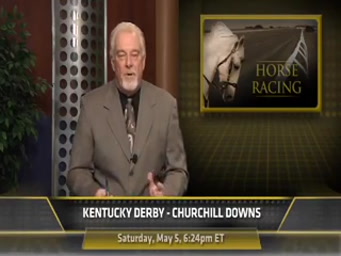 HORSE
RACING
KENTUCKY DERBY - CHURCHILL DOWNS
Saturday, May 5, 6:24pm ET